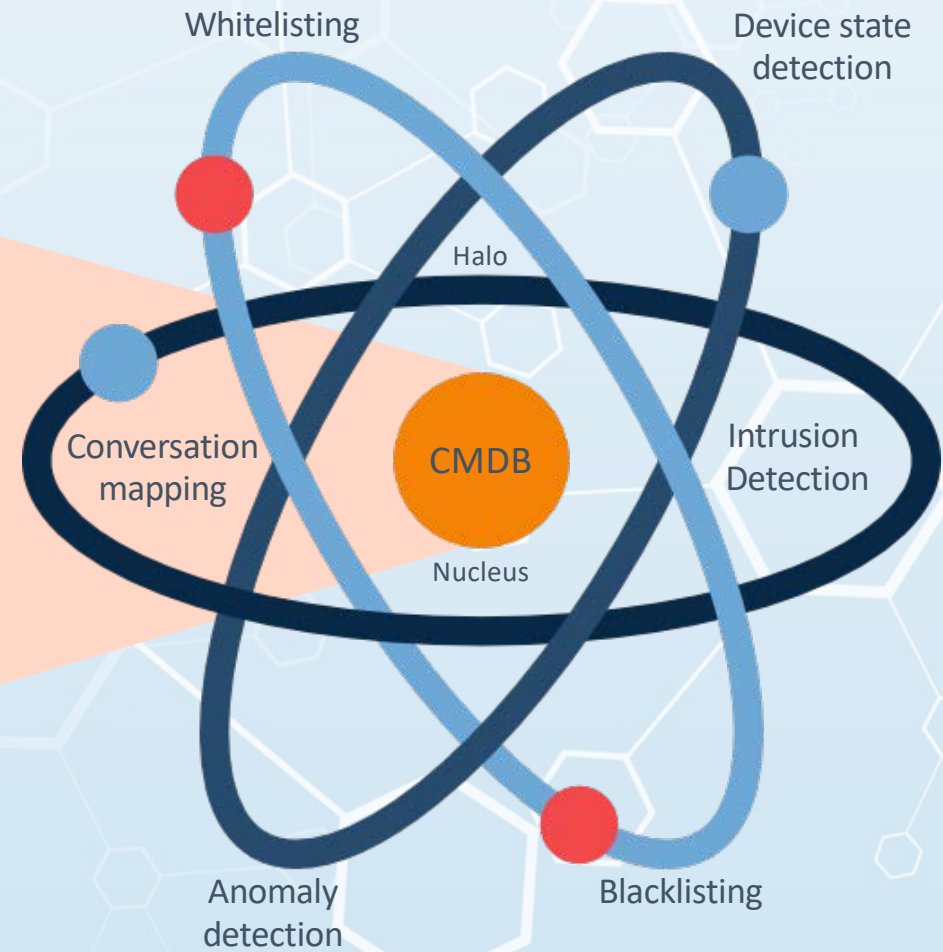 Whitelisting
Device state
detection
Halo
Conversation
mapping
CMDB
Intrusion
Detection
Nucleus
Anomaly
detection
Blacklisting